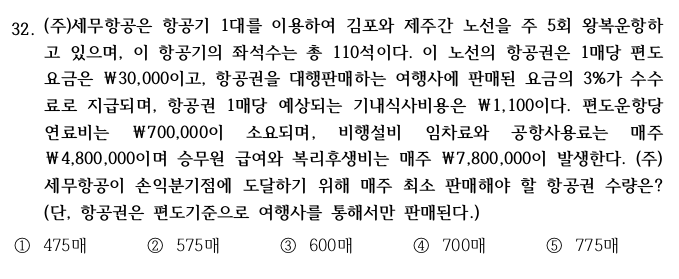 32. (주)세무항공은 항공기 1대를 이용하여 김포와 제주간 노선을 주 5회 왕복운항하
고 있으며, 이 항공기의 좌석수는 총 110석이다. 이 노선의 항공권은 1매당 편도
요금은 ₩30,000이고, 항공권을 대행판매하는 여행사에 판매된 요금의 3%가 수수
료로 지급되며, 항공권 1매당 예상되는 기내식사비용은 ₩1,100이다. 편도운항당
연료비는 ₩700,000이 소요되며, 비행설비 임차료와 공항사용료는 매주
₩4,800,000이며 승무원 급여와 복리후생비는 매주 ₩7,800,000이 발생한다. (주)
세무항공이 손익분기점에 도달하기 위해 매주 최소 판매해야 할 항공권 수량은?
(단, 항공권은 편도기준으로 여행사를 통해서만 판매된다.)
① 475매 ② 575매 ③ 600매 ④ 700매 ⑤ 775매